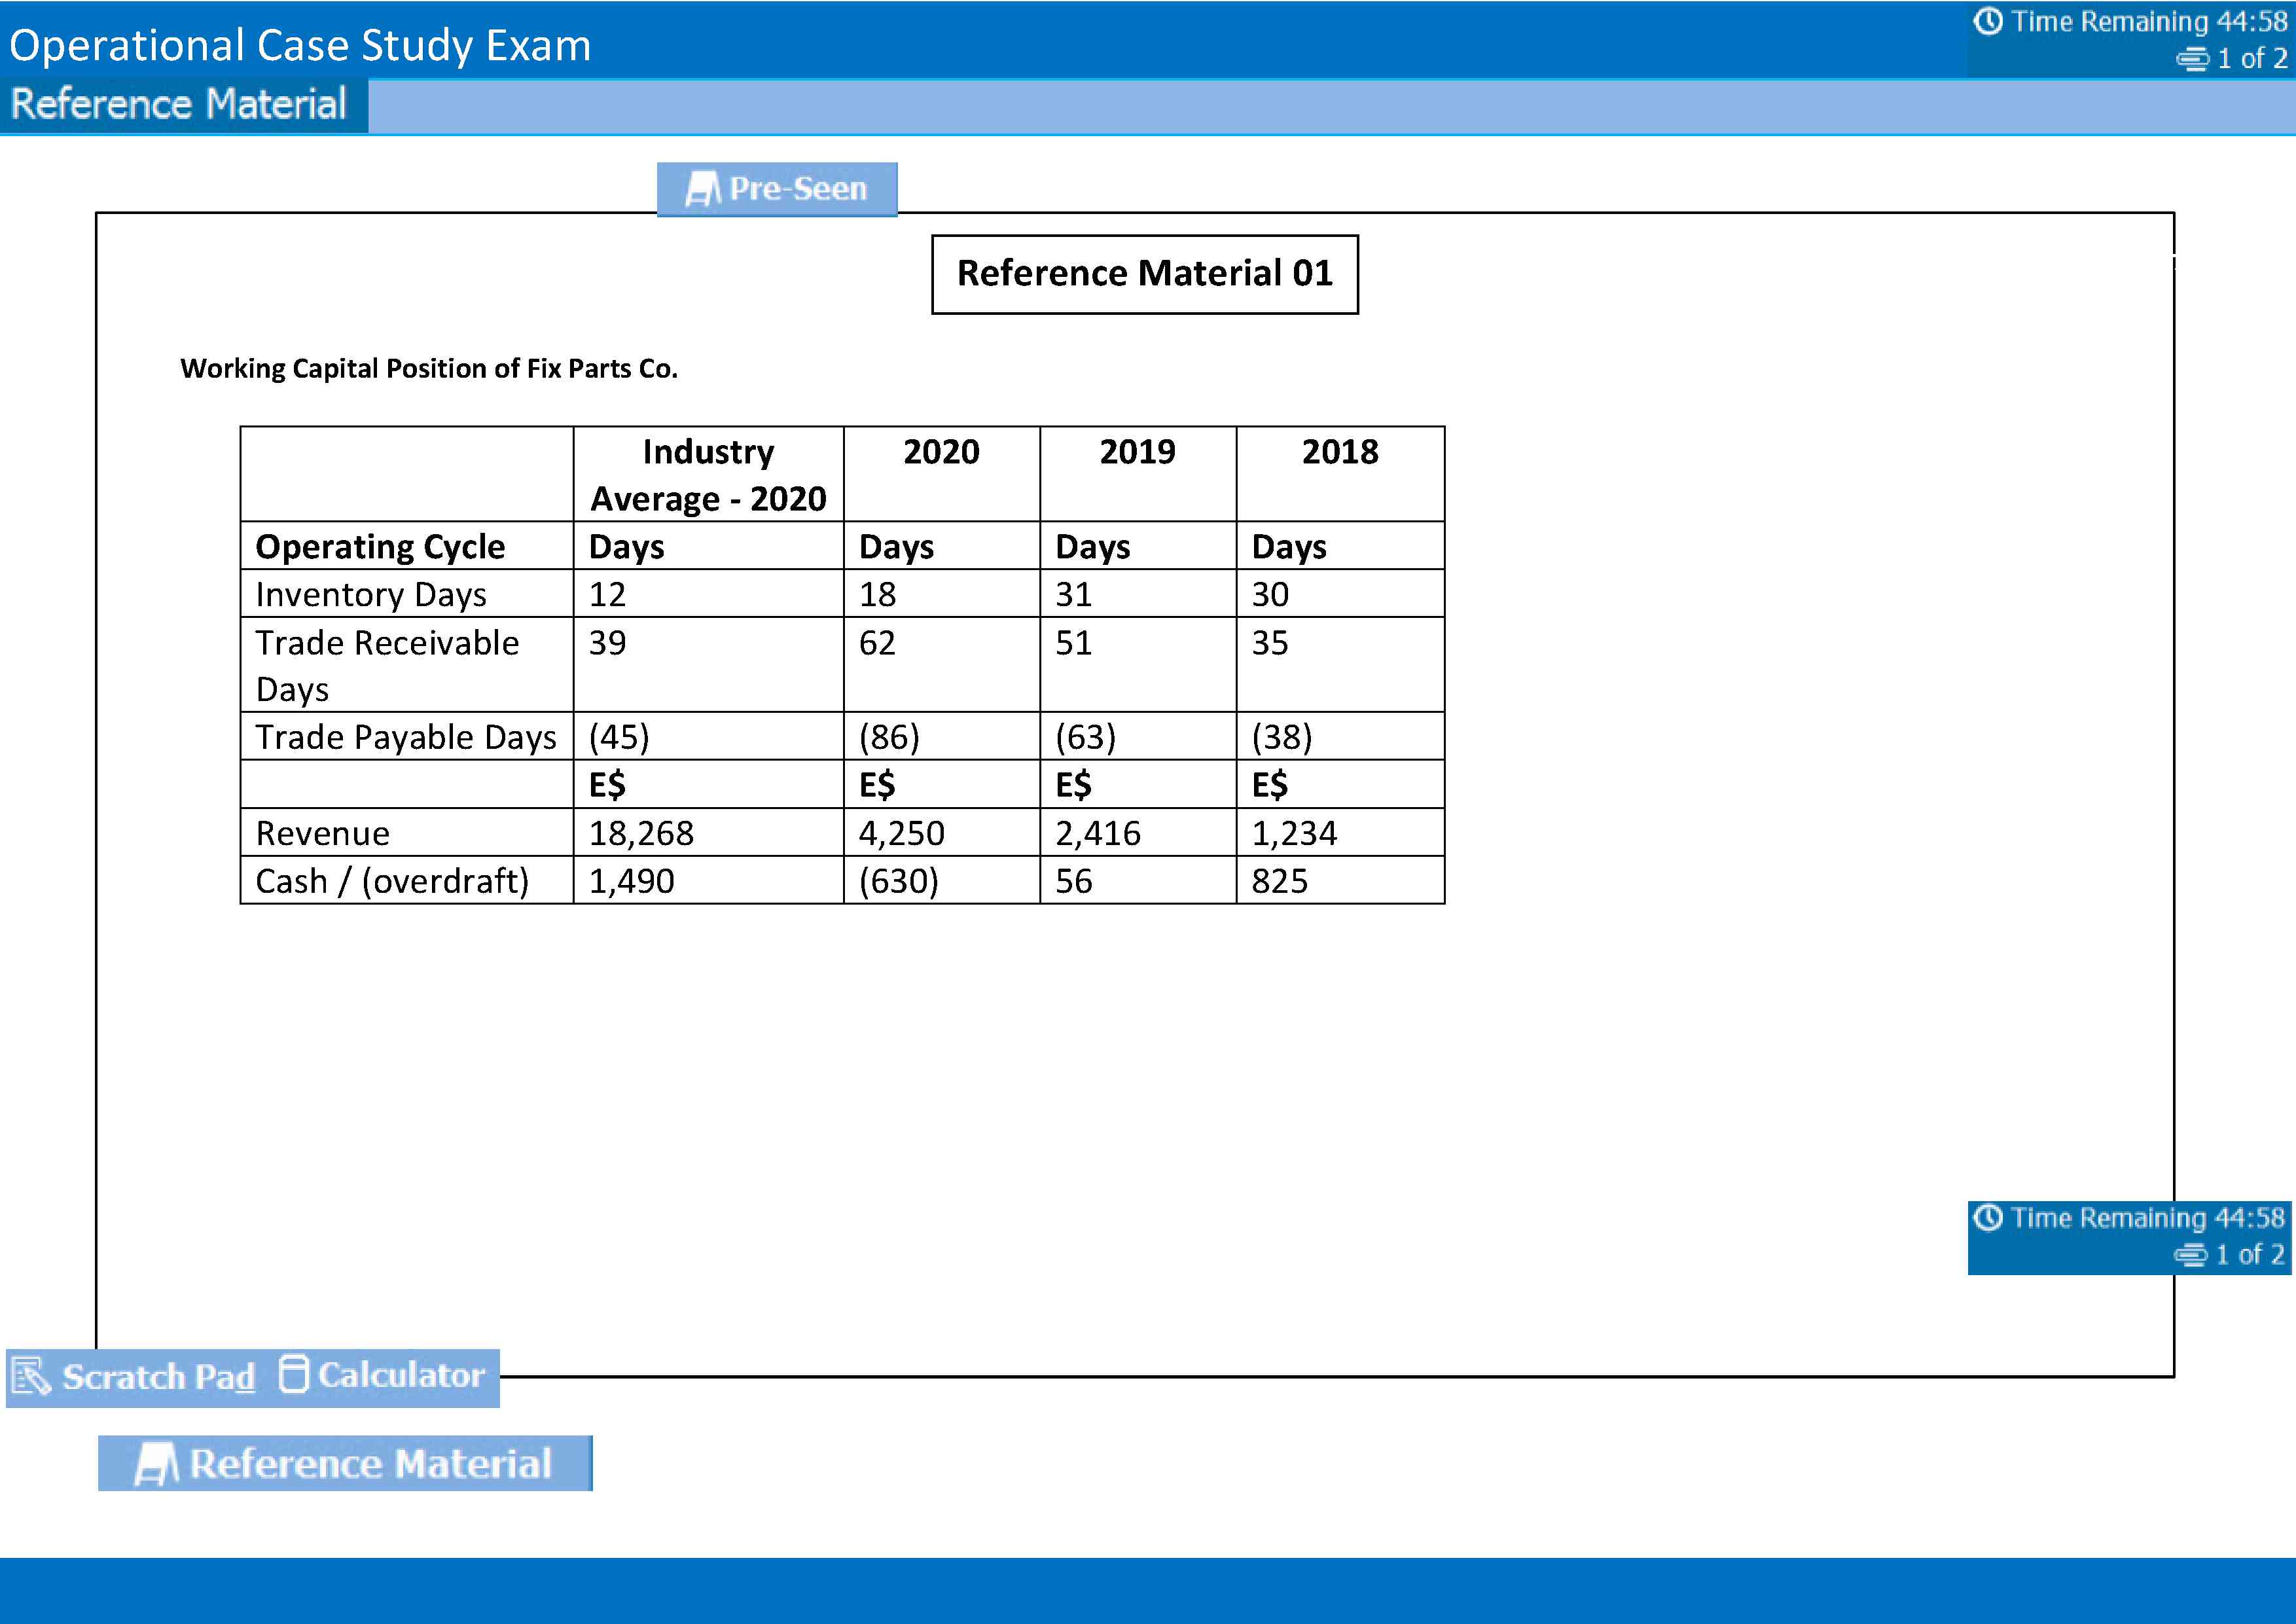 Operational Case Study Exam
Time Remaining 44:58
1 of 2
Reference Material
Pre-Seen
Reference Material 01
Working Capital Position of Fix Parts Co.
Industry Average - 2020 2020 2019 2018
Operating Cycle Days Days Days Days
Inventory Days 12 18 31 30
Trade Receivable Days 39 62 51 35
Trade Payable Days (45) (86) (63) (38)
E$ E$ E$ E$
Revenue 18,268 4,250 2,416 1,234
Cash / (overdraft) 1,490 (630) 56 825
Time Remaining 44:58
1 of 2
Scratch Pad Calculator
Reference Material